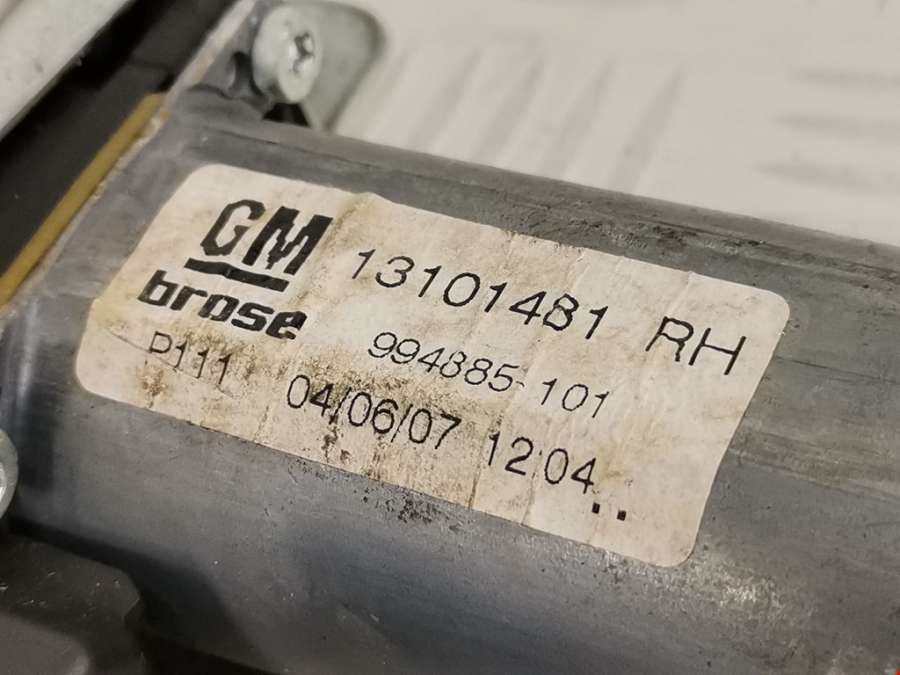 GM
brose
13101481 RH
994885-101
P111 04/06/07 12:04